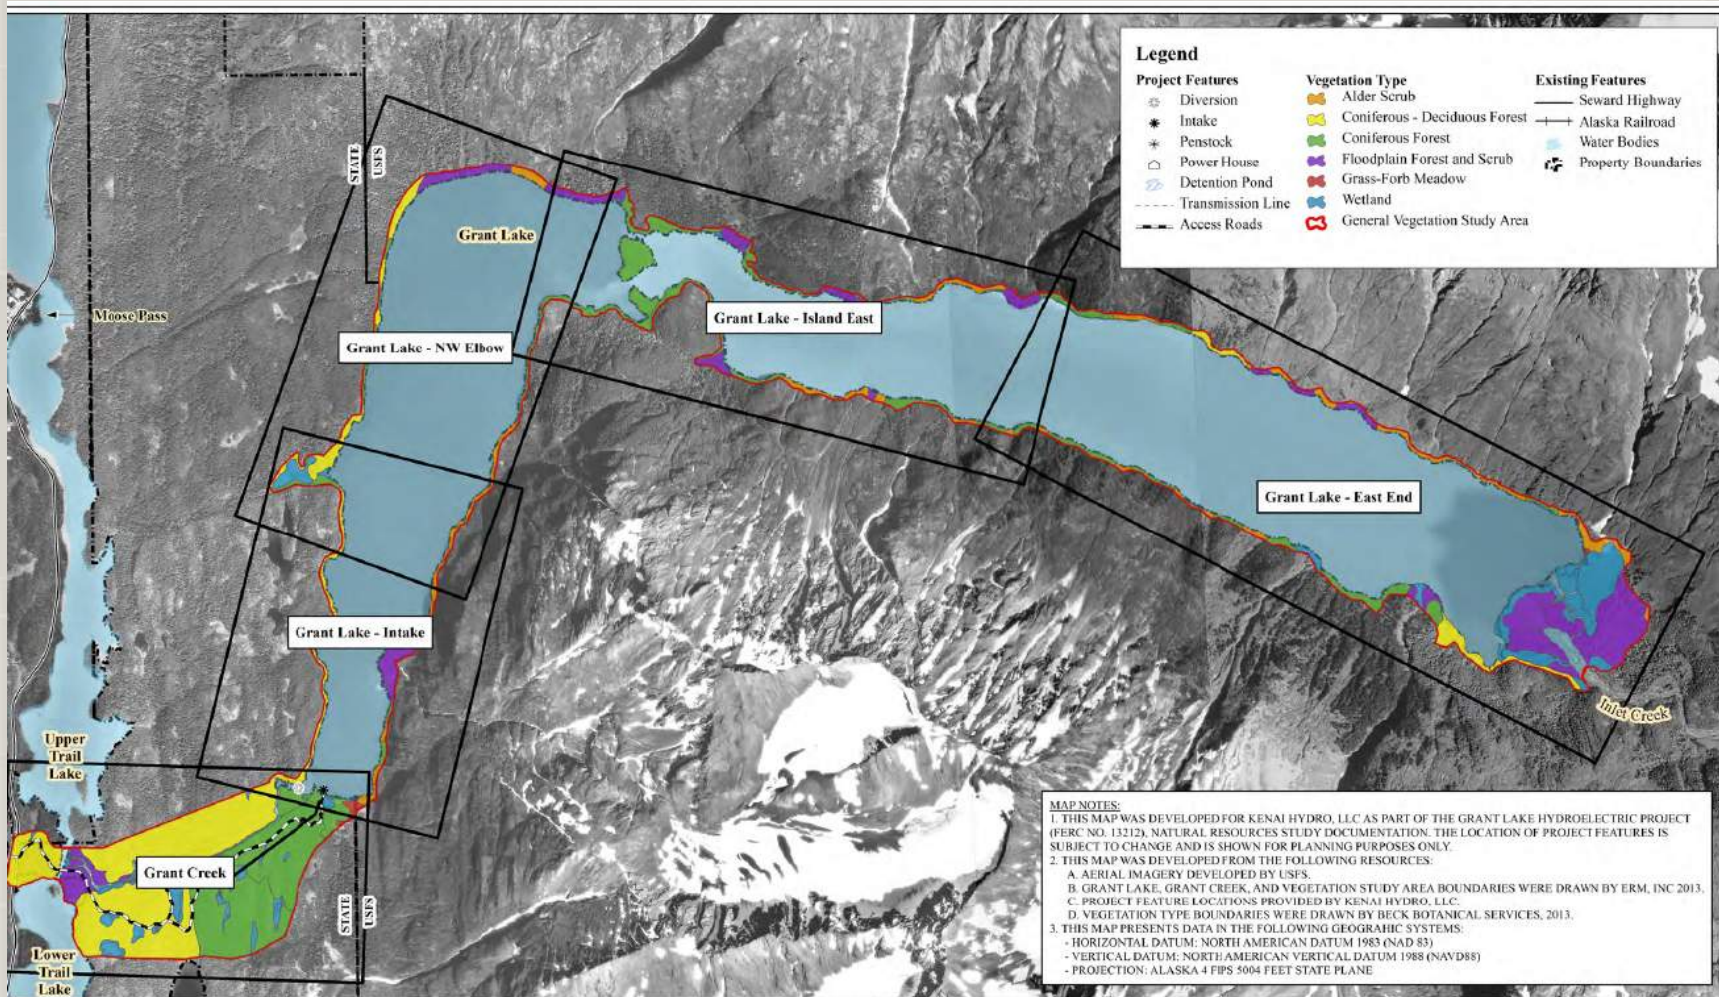 Legend
Project Features
Diversion
Intake
Penstock
Power House
Detention Pond
Transmission Line
Access Roads
Vegetation Type
Alder Scrub
Coniferous - Deciduous Forest
Coniferous Forest
Floodplain Forest and Scrub
Grass-Forb Meadow
Wetland
General Vegetation Study Area
Existing Features
Seward Highway
Alaska Railroad
Water Bodies
Property Boundaries
STATE
USFS
Grant Lake
Moose Pass
Grant Lake - NW Elbow
Grant Lake - Island East
Grant Lake - East End
Grant Lake - Intake
Inlet Creek
Upper
Trail
Lake
Grant Creek
STATE
USFS
Lower
Trail
Lake
MAP NOTES:
1. THIS MAP WAS DEVELOPED FOR KENAI HYDRO, LLC AS PART OF THE GRANT LAKE HYDROELECTRIC PROJECT
(FERC NO. 13212), NATURAL RESOURCES STUDY DOCUMENTATION. THE LOCATION OF PROJECT FEATURES IS
SUBJECT TO CHANGE AND IS SHOWN FOR PLANNING PURPOSES ONLY.
2. THIS MAP WAS DEVELOPED FROM THE FOLLOWING RESOURCES:
A. AERIAL IMAGERY DEVELOPED BY USFS.
B. GRANT LAKE, GRANT CREEK, AND VEGETATION STUDY AREA BOUNDARIES WERE DRAWN BY ERM, INC 2013.
C. PROJECT FEATURE LOCATIONS PROVIDED BY KENAI HYDRO, LLC.
D. VEGETATION TYPE BOUNDARIES WERE DRAWN BY BECK BOTANICAL SERVICES, 2013.
3. THIS MAP PRESENTS DATA IN THE FOLLOWING GEOGRAHIC SYSTEMS:
- HORIZONTAL DATUM: NORTH AMERICAN DATUM 1983 (NAD 83)
- VERTICAL DATUM: NORTH AMERICAN VERTICAL DATUM 1988 (NAVD88)
- PROJECTION: ALASKA 4 FIPS 5004 FEET STATE PLANE